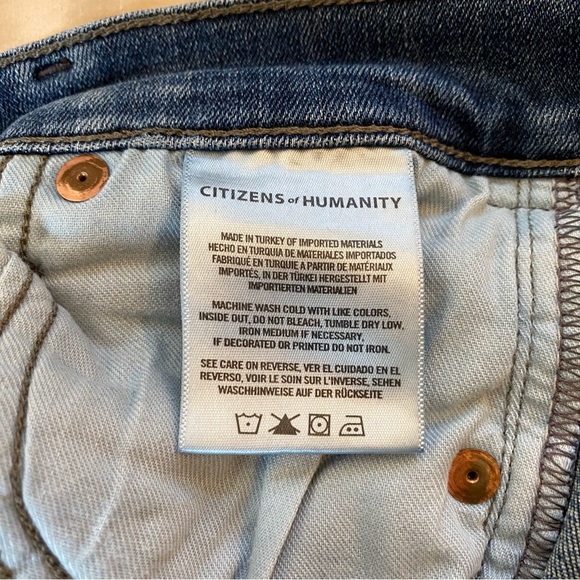 CITIZENS of HUMANITY
MADE IN TURKEY OF IMPORTED MATERIALS
HECHO EN TURQUIA DE MATERIALES IMPORTADOS
FABRIQUÉ EN TURQUIE A PARTIR DE MATÉRIAUX
IMPORTÉS, IN DER TÜRKEI HERGESTELLT MIT
IMPORTIERTEN MATERIALIEN
MACHINE WASH COLD WITH LIKE COLORS,
INSIDE OUT, DO NOT BLEACH, TUMBLE DRY LOW,
IRON MEDIUM IF NECESSARY,
IF DECORATED OR PRINTED DO NOT IRON.
SEE CARE ON REVERSE, VER EL CUIDADO EN EL
REVERSO, VOIR LE SOIN SUR L'INVERSE, SEHEN
WASCHHINWEISE AUF DER RÜCKSEITE